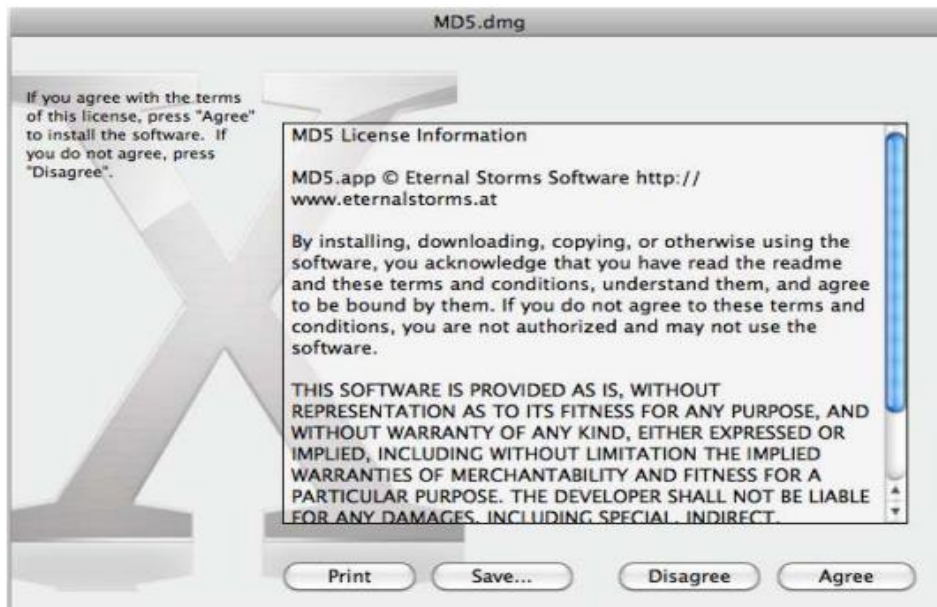 MD5.dmg
If you agree with the terms
of this license, press "Agree"
to install the software.  If
you do not agree, press
"Disagree".
MD5 License Information
MD5.app © Eternal Storms Software http://
www.eternalstorms.at
By installing, downloading, copying, or otherwise using the
software, you acknowledge that you have read the readme
and these terms and conditions, understand them, and agree
to be bound by them. If you do not agree to these terms and
conditions, you are not authorized and may not use the
software.
THIS SOFTWARE IS PROVIDED AS IS, WITHOUT
REPRESENTATION AS TO ITS FITNESS FOR ANY PURPOSE, AND
WITHOUT WARRANTY OF ANY KIND, EITHER EXPRESSED OR
IMPLIED, INCLUDING WITHOUT LIMITATION THE IMPLIED
WARRANTIES OF MERCHANTABILITY AND FITNESS FOR A
PARTICULAR PURPOSE. THE DEVELOPER SHALL NOT BE LIABLE
FOR ANY DAMAGES, INCLUDING SPECIAL, INDIRECT,
Print
Save...
Disagree
Agree